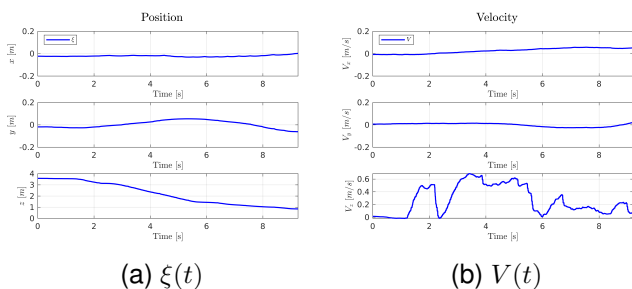 Position
ξ
0.2
0
-0.2
x [m]
0 2 4 6 8
Time [s]
0.2
0
-0.2
y [m]
0 2 4 6 8
Time [s]
4
3
2
1
0
z [m]
0 2 4 6 8
Time [s]
(a) ξ(t)
Velocity
V
0.2
0
-0.2
V_x [m/s]
0 2 4 6 8
Time [s]
0.2
0
-0.2
V_y [m/s]
0 2 4 6 8
Time [s]
0.6
0.4
0.2
0
V_z [m/s]
0 2 4 6 8
Time [s]
(b) V(t)